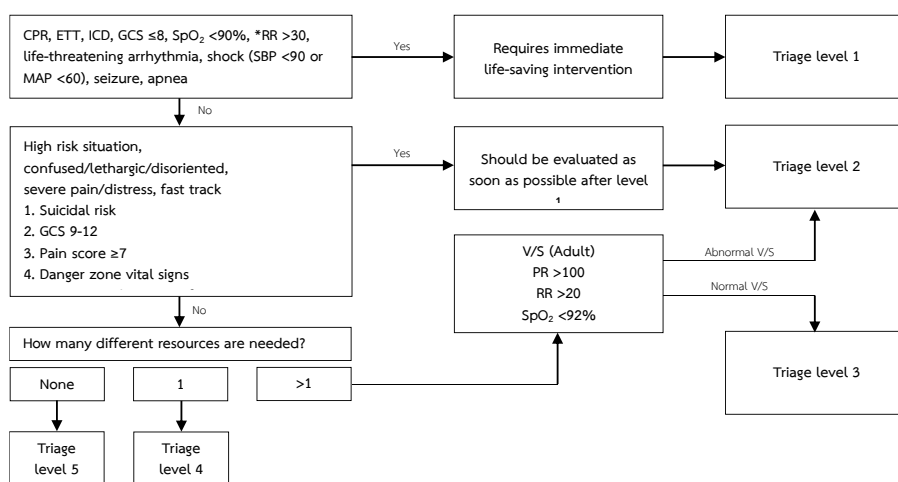 CPR, ETT, ICD, GCS ≤8, SpO₂ <90%, *RR >30,
life-threatening arrhythmia, shock (SBP <90 or
MAP <60), seizure, apnea
Yes
Requires immediate
life-saving intervention
Triage level 1
No
High risk situation,
confused/lethargic/disoriented,
severe pain/distress, fast track
1. Suicidal risk
2. GCS 9-12
3. Pain score ≥7
4. Danger zone vital signs
Yes
Should be evaluated as
soon as possible after level
1
Triage level 2
V/S (Adult)
PR >100
RR >20
SpO₂ <92%
Abnormal V/S
Normal V/S
Triage level 3
No
How many different resources are needed?
None
1
>1
Triage
level 5
Triage
level 4